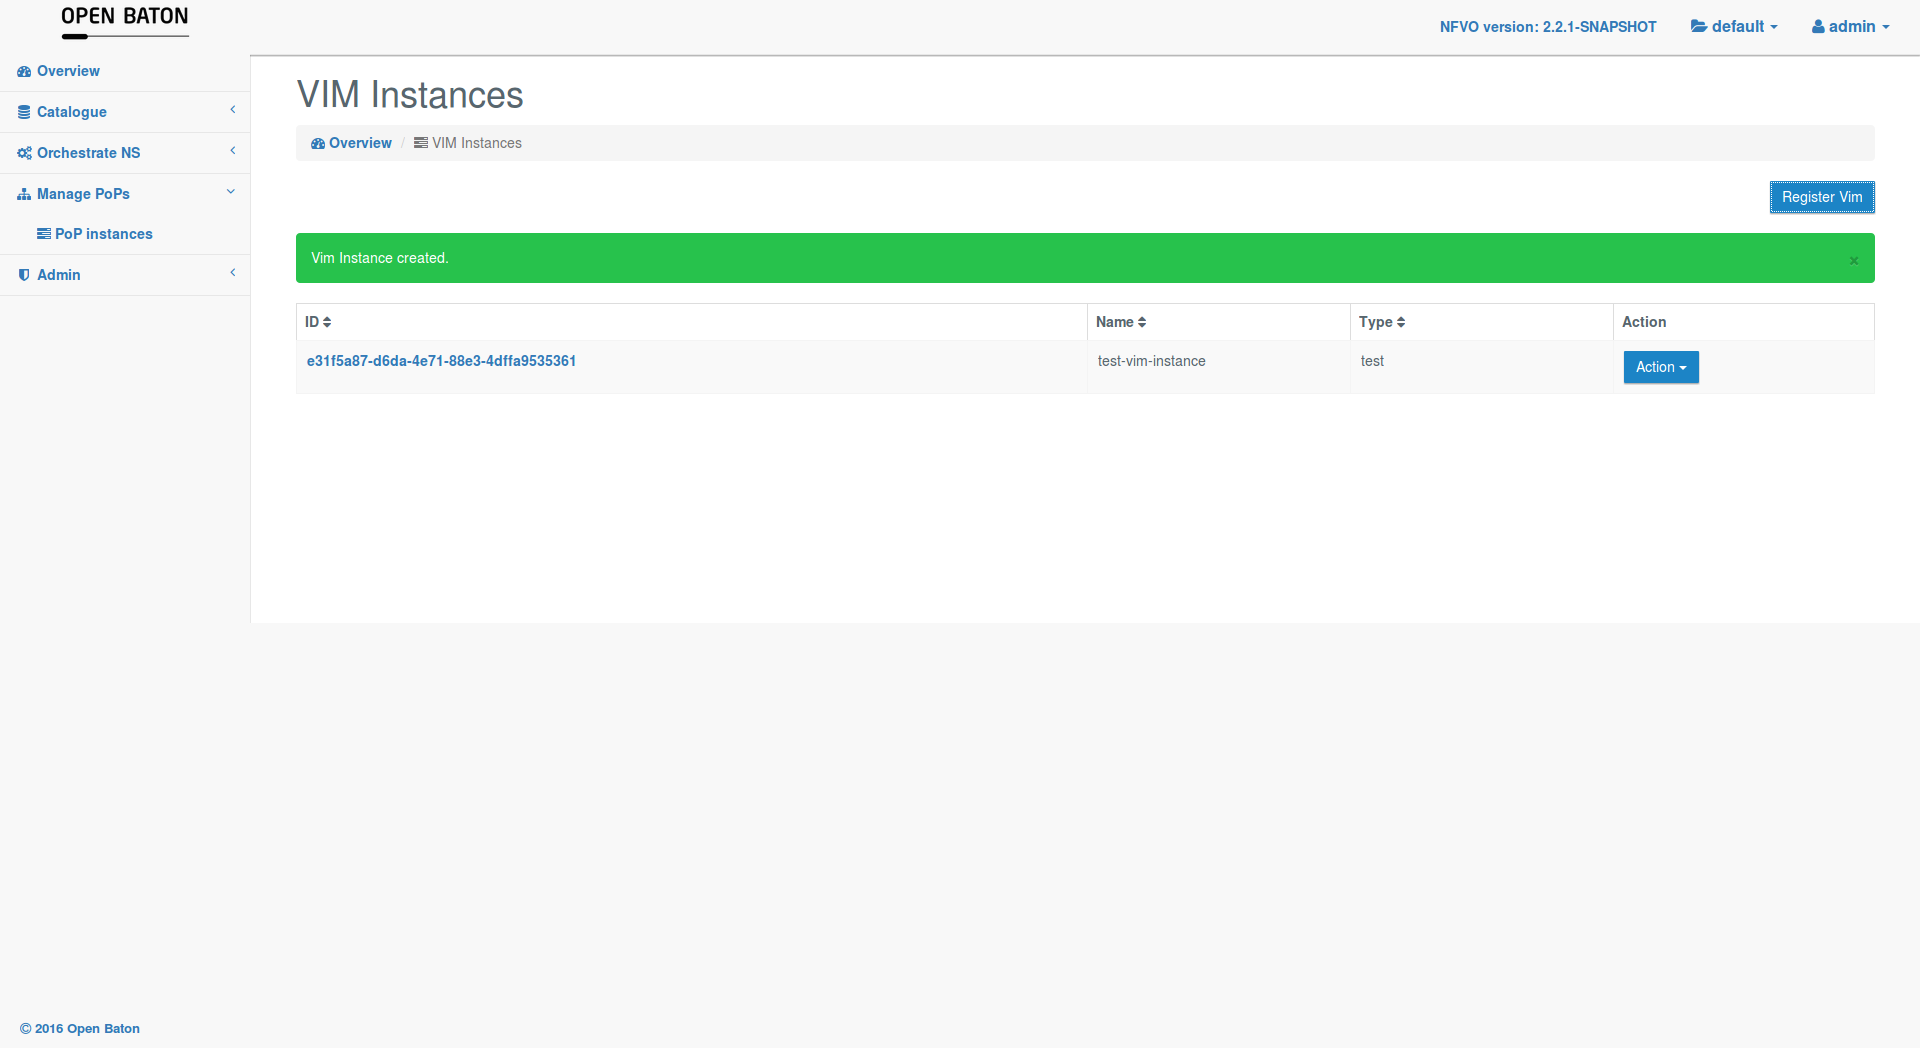 OPEN BATON
NFVO version: 2.2.1-SNAPSHOT
default
admin
Overview
Catalogue
Orchestrate NS
Manage PoPs
PoP instances
Admin
VIM Instances
Overview / VIM Instances
Register Vim
Vim Instance created.
×
ID Name Type Action
e31f5a87-d6da-4e71-88e3-4dffa9535361 test-vim-instance test Action
© 2016 Open Baton